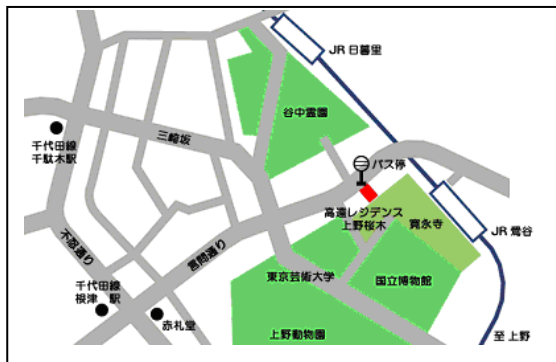 JR 日暮里
谷中霊園
千代田線
千駄木駅
三崎坂
バス停
高遠レジデンス
上野桜木
寛永寺
JR 鶯谷
不忍通り
言問通り
東京芸術大学
国立博物館
千代田線
根津 駅
赤札堂
上野動物園
至 上野